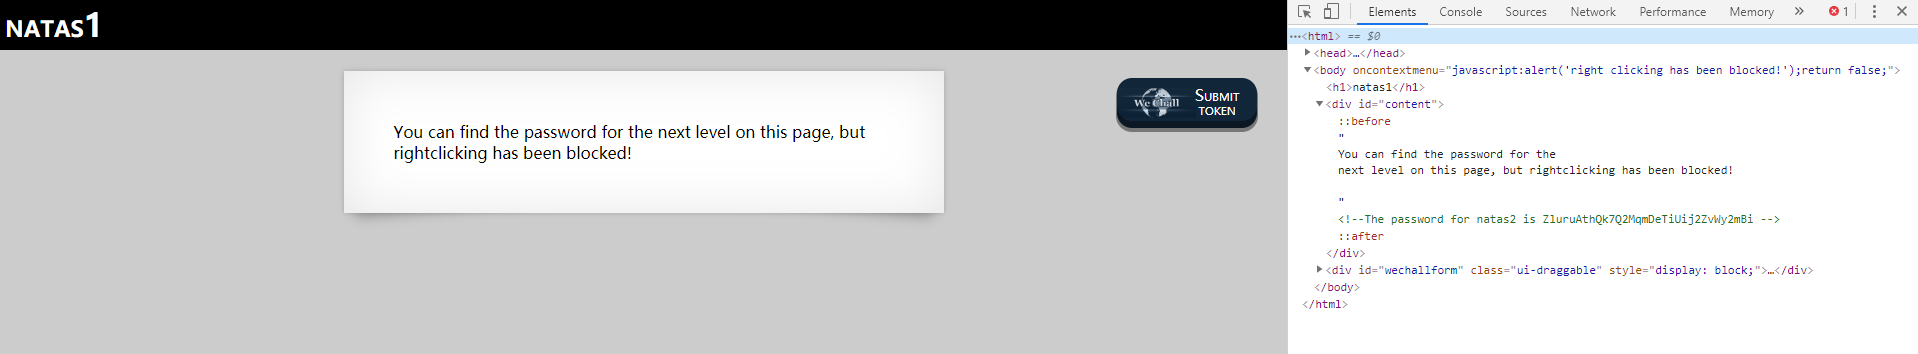 NATAS1
You can find the password for the next level on this page, but
rightclicking has been blocked!
We Chall
SUBMIT
TOKEN
Elements Console Sources Network Performance Memory » 1
…<html> == $0
<head>…</head>
<body oncontextmenu="javascript:alert('right clicking has been blocked!');return false;">
<h1>natas1</h1>
<div id="content">
::before
"
You can find the password for the
next level on this page, but rightclicking has been blocked!
"
<!--The password for natas2 is ZluruAthQk7Q2MqmDeTiUij2ZvWy2mBi -->
::after
</div>
<div id="wechallform" class="ui-draggable" style="display: block;">…</div>
</body>
</html>